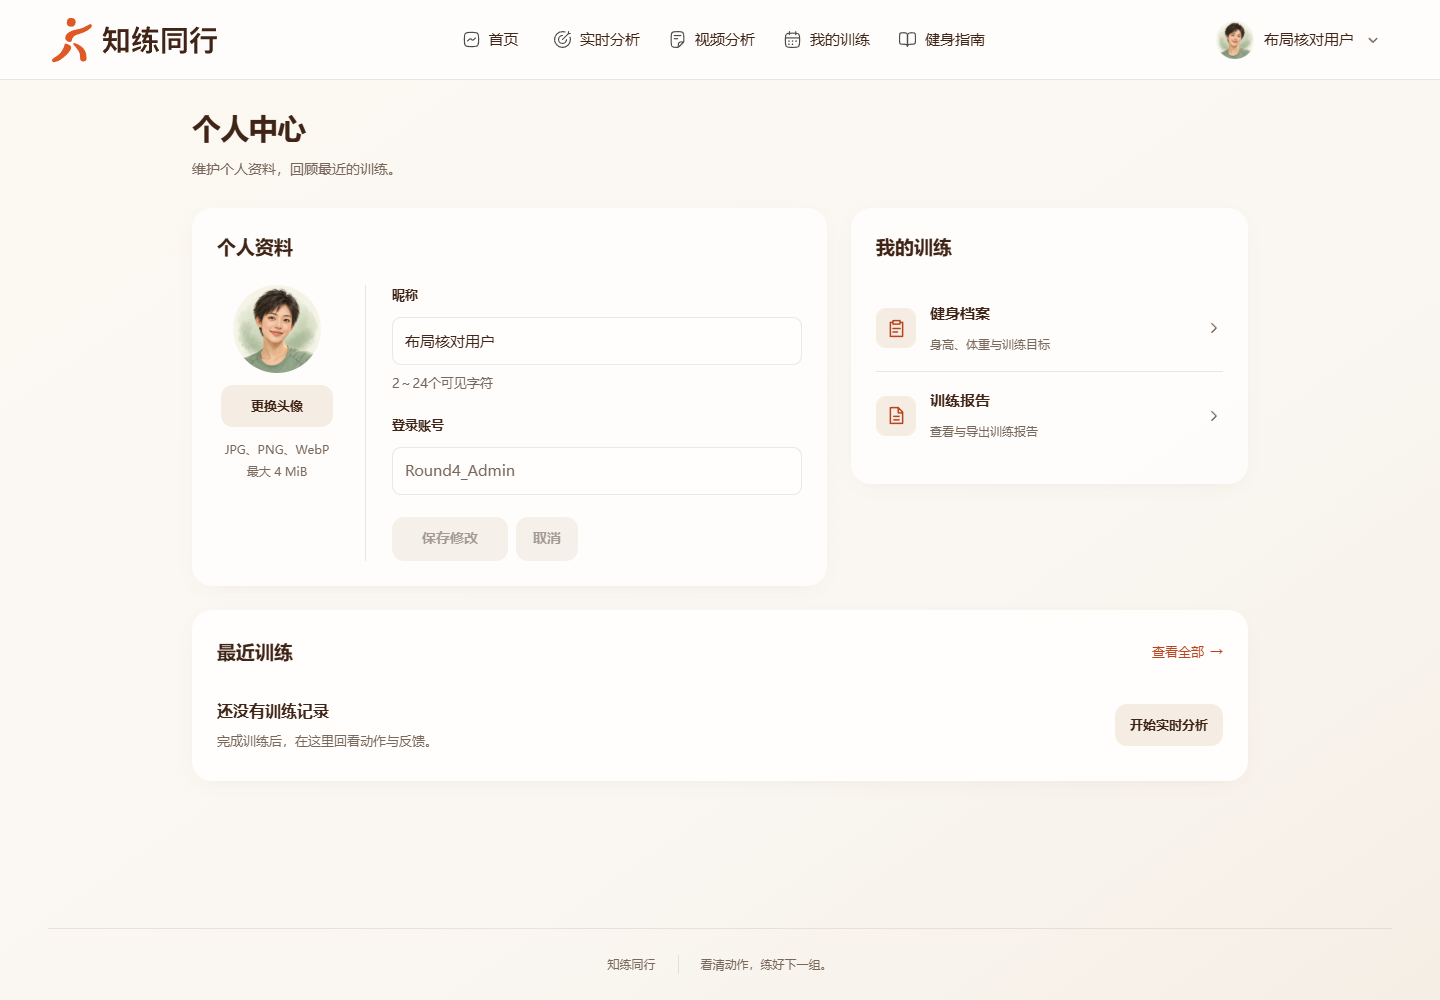 知练同行
首页
实时分析
视频分析
我的训练
健身指南
布局核对用户
个人中心
维护个人资料，回顾最近的训练。
个人资料
更换头像
JPG、PNG、WebP
最大 4 MiB
昵称
布局核对用户
2～24个可见字符
登录账号
Round4_Admin
保存修改
取消
我的训练
健身档案
身高、体重与训练目标
训练报告
查看与导出训练报告
最近训练
查看全部 →
还没有训练记录
完成训练后，在这里回看动作与反馈。
开始实时分析
知练同行
看清动作，练好下一组。